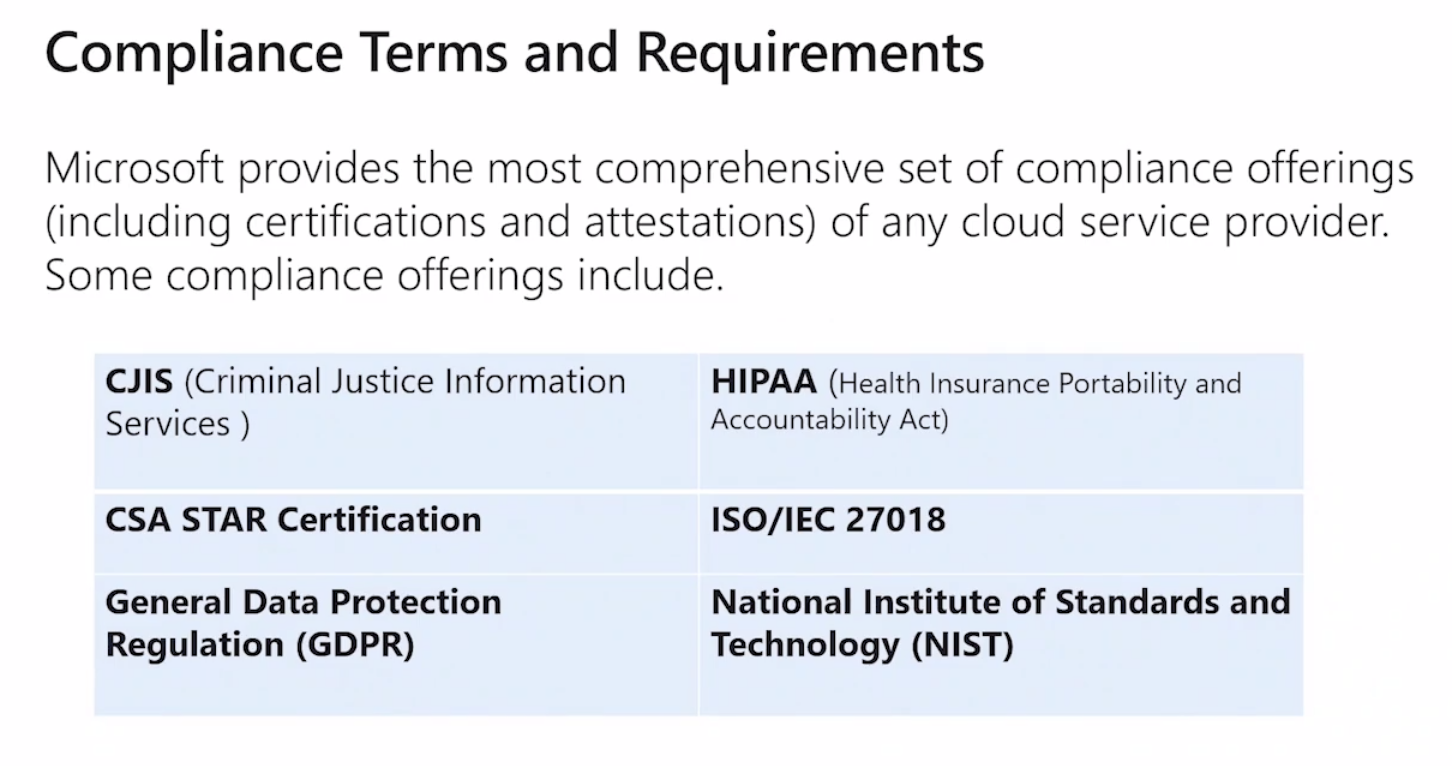 Compliance Terms and Requirements
Microsoft provides the most comprehensive set of compliance offerings
(including certifications and attestations) of any cloud service provider.
Some compliance offerings include.
CJIS (Criminal Justice Information
Services )
HIPAA (Health Insurance Portability and
Accountability Act)
CSA STAR Certification
ISO/IEC 27018
General Data Protection
Regulation (GDPR)
National Institute of Standards and
Technology (NIST)